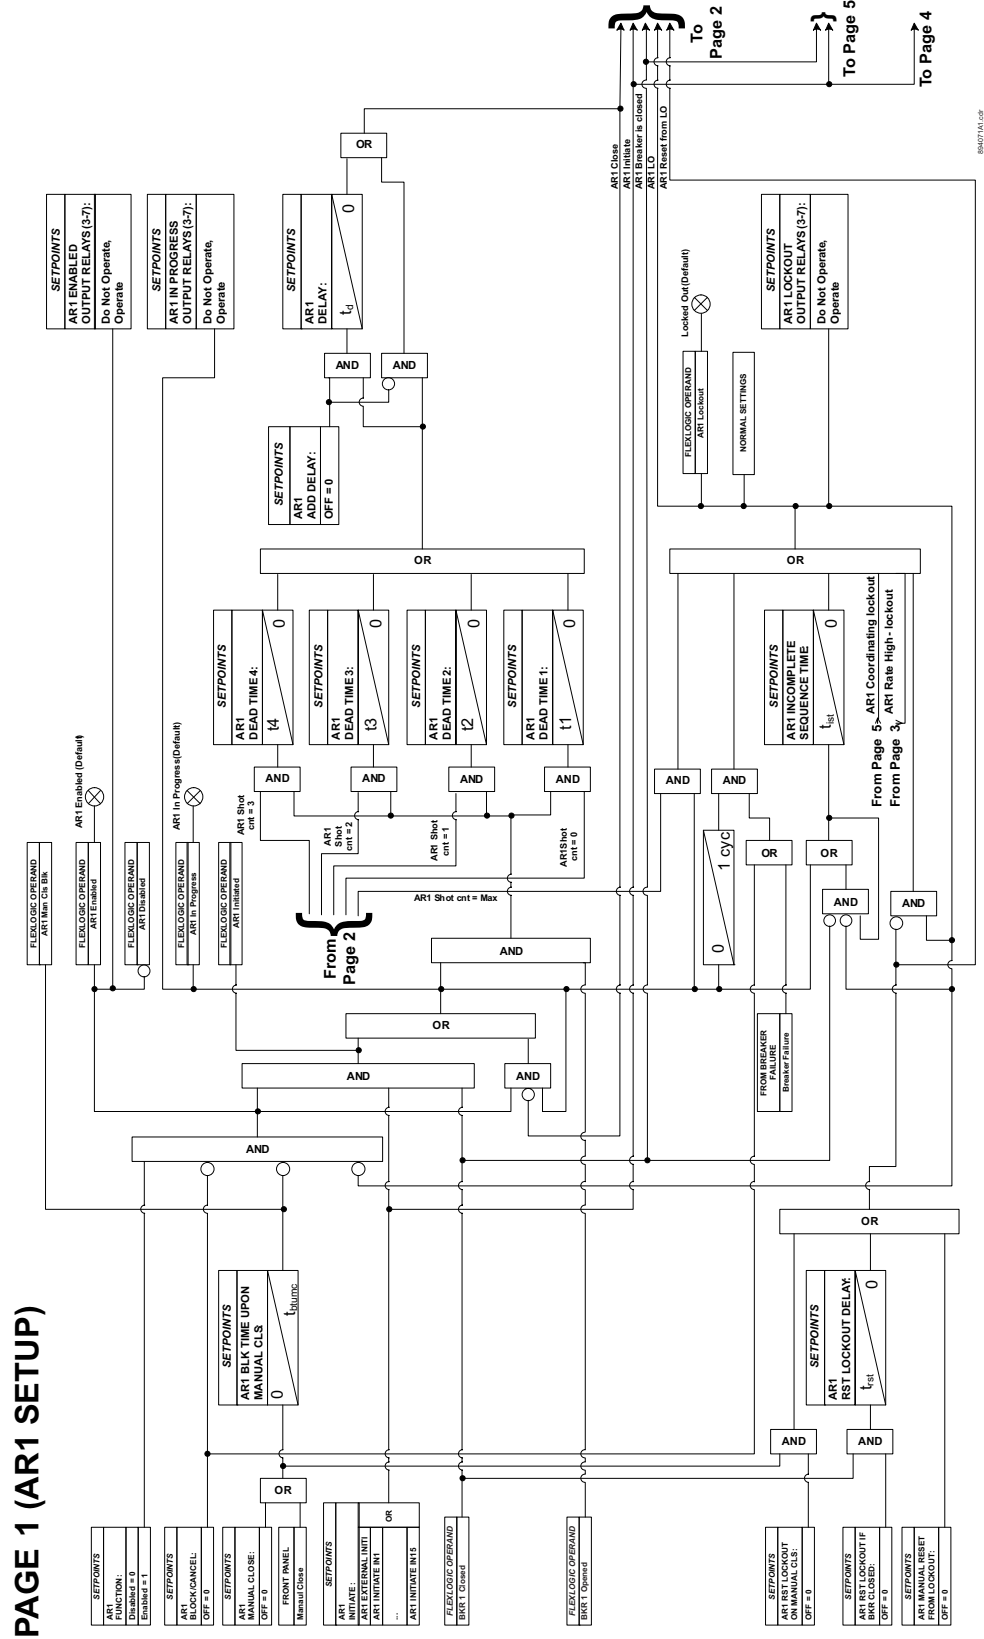 PAGE 1 (AR1 SETUP)
SETPOINTS
AR1
FUNCTION:
Disabled = 0
Enabled = 1
SETPOINTS
AR1
BLOCK/CANCEL:
OFF = 0
SETPOINTS
MANUAL CLOSE:
OFF = 0
FRONT PANEL
Manaul Close
OR
SETPOINTS
AR1
INITIATE:
AR1 EXTERNAL INITI
AR1 INITIATE IN1
...
AR1 INITIATE IN15
OR
FLEXLOGIC OPERAND
BKR 1 Closed
FLEXLOGIC OPERAND
BKR 1 Opened
SETPOINTS
AR1 RST LOCKOUT
ON MANUAL CLS:
OFF = 0
SETPOINTS
AR1 RST LOCKOUT IF
BKR CLOSED:
OFF = 0
SETPOINTS
AR1 MANUAL RESET
FROM LOCKOUT:
OFF = 0
AND
AND
SETPOINTS
AR1 BLK TIME UPON
MANUAL CLS:
0
tblumc
SETPOINTS
AR1
RST LOCKOUT DELAY:
trst
0
OR
AND
AND
AND
OR
AND
FROM BREAKER
FAILURE
Breaker Failure
FLEXLOGIC OPERAND
AR1 Man Cls Blk
FLEXLOGIC OPERAND
AR1 Enabled
AR1 Enabled (Default)
FLEXLOGIC OPERAND
AR1 Disabled
FLEXLOGIC OPERAND
AR1 In Progress
AR1 In Progress(Default)
FLEXLOGIC OPERAND
AR1 Initiated
From
Page 2
AR1 Shot
cnt = 3
AR1
Shot
cnt =2
AR1 Shot
cnt = 1
AR1Shot
cnt = 0
AR1 Shot cnt = Max
0
1 cyc
OR
OR
AND
AND
AND
AND
AND
AND
AND
AND
SETPOINTS
AR1
DEAD TIME 4:
t4
0
SETPOINTS
AR1
DEAD TIME 3:
t3
0
SETPOINTS
AR1
DEAD TIME 2:
t2
0
SETPOINTS
AR1
DEAD TIME 1:
t1
0
SETPOINTS
AR1 INCOMPLETE
SEQUENCE TIME:
tist
0
From Page 5
AR1 Coordinating lockout
From Page 3
AR1 Rate High - lockout
OR
OR
SETPOINTS
AR1
ADD DELAY:
OFF = 0
AND
AND
SETPOINTS
AR1
DELAY:
td
0
OR
SETPOINTS
AR1 ENABLED
OUTPUT RELAYS (3-7):
Do Not Operate,
Operate
SETPOINTS
AR1 IN PROGRESS
OUTPUT RELAYS (3-7):
Do Not Operate,
Operate
FLEXLOGIC OPERAND
AR1 Lockout
Locked Out(Default)
NORMAL SETTINGS
SETPOINTS
AR1 LOCKOUT
OUTPUT RELAYS (3-7):
Do Not Operate,
Operate
AR1 Close
AR1 Initiate
AR1 Breaker is closed
AR1 LO
AR1 Reset from LO
To
Page 2
To Page 5
To Page 4
894071A1.cdr